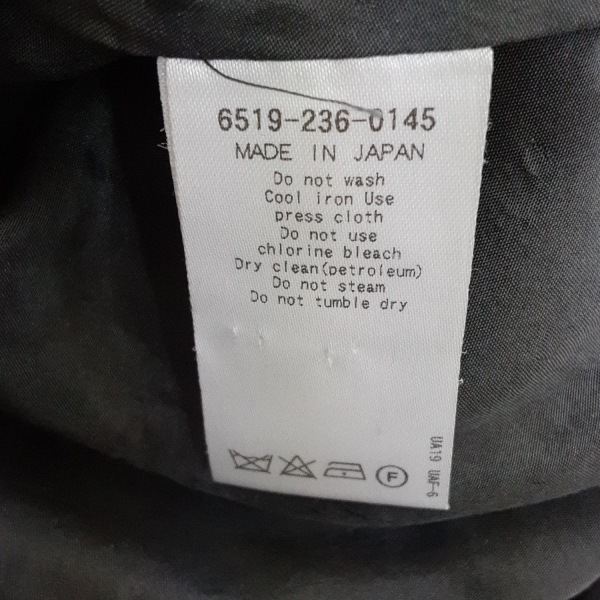 6519-236-0145
MADE IN JAPAN
Do not wash
Cool iron Use
press cloth
Do not use
chlorine bleach
Dry clean(petroleum)
Do not steam
Do not tumble dry
F
UA19 UAF-6